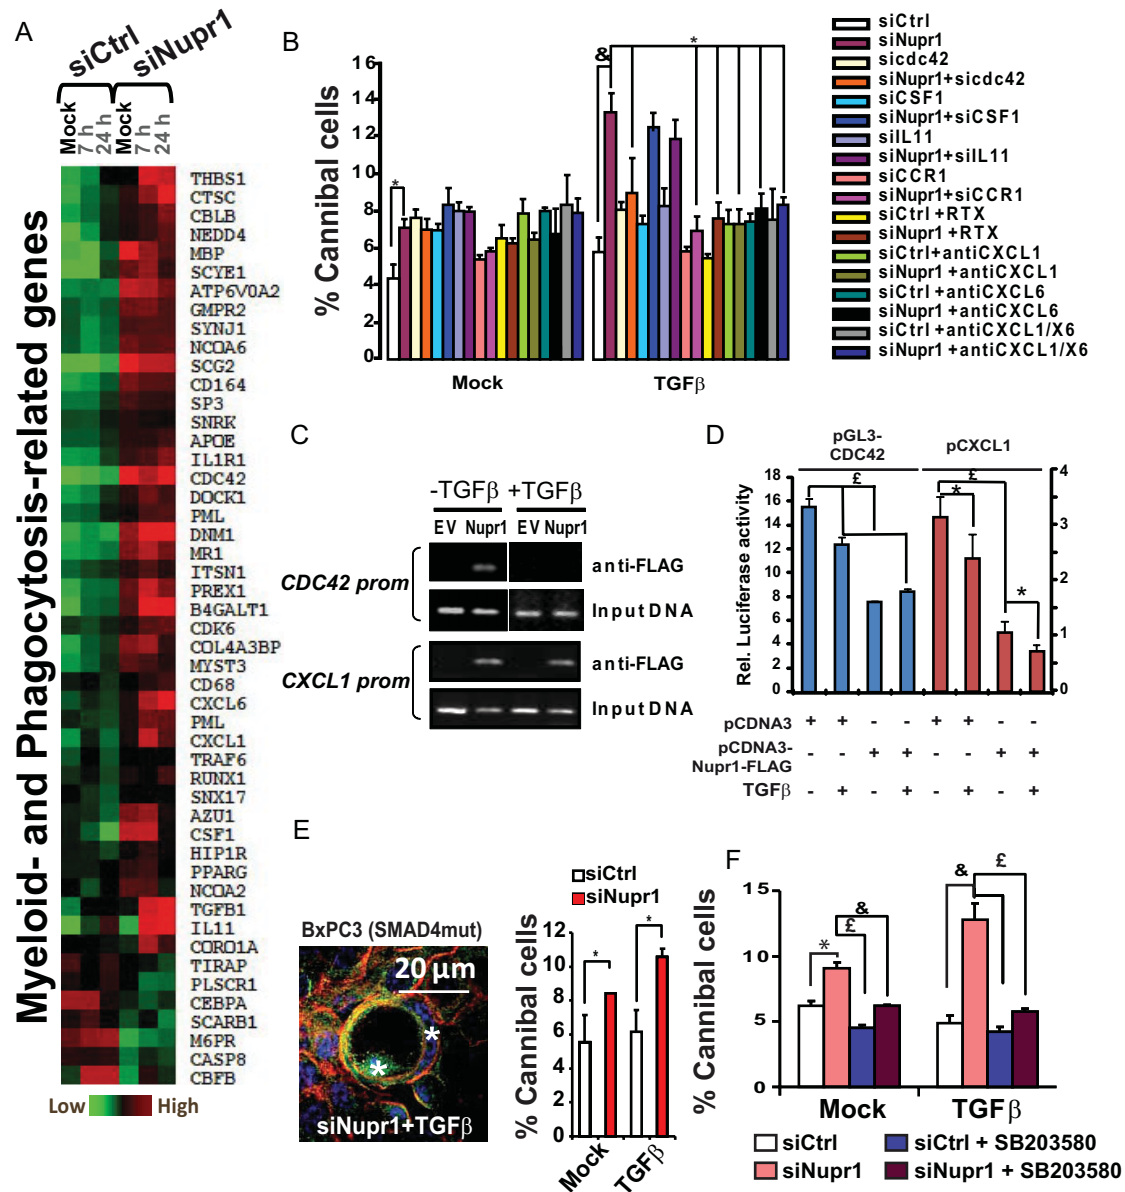 A
siCtrl
siNupr1
Mock
7 h
24 h
Mock
7 h
24 h
Myeloid- and Phagocytosis-related genes
THBS1
CTSC
CBLB
NEDD4
MBP
SCYE1
ATP6V0A2
GMPR2
SYNJ1
NCOA6
SCG2
CD164
SP3
SNRK
APOE
IL1R1
CDC42
DOCK1
PML
DNM1
MR1
ITSN1
PREX1
B4GALT1
CDK6
COL4A3BP
MYST3
CD68
CXCL6
PML
CXCL1
TRAF6
RUNX1
SNX17
AZU1
CSF1
HIP1R
PPARG
NCOA2
TGFB1
IL11
CORO1A
TIRAP
PLSCR1
CEBPA
SCARB1
M6PR
CASP8
CBFB
Low
High
B
% Cannibal cells
16
14
12
10
8
6
4
2
0
*
&
*
Mock
TGFβ
siCtrl
siNupr1
sicdc42
siNupr1+sicdc42
siCSF1
siNupr1+siCSF1
siIL11
siNupr1+siIL11
siCCR1
siNupr1+siCCR1
siCtrl +RTX
siNupr1 +RTX
siCtrl+antiCXCL1
siNupr1 +antiCXCL1
siCtrl +antiCXCL6
siNupr1 +antiCXCL6
siCtrl +antiCXCL1/X6
siNupr1 +antiCXCL1/X6
C
-TGFβ +TGFβ
EV Nupr1 EV Nupr1
CDC42 prom
anti-FLAG
Input DNA
CXCL1 prom
anti-FLAG
Input DNA
D
pGL3-
CDC42
pCXCL1
Rel. Luciferase activity
18
16
14
12
10
8
6
4
2
0
4
3
2
1
0
£
£
*
*
pCDNA3 + + - - + + - -
pCDNA3-
Nupr1-FLAG - - + + - - + +
TGFβ - + - + - + - +
E
BxPC3 (SMAD4mut)
20 µm
*
*
siNupr1+TGFβ
siCtrl
siNupr1
% Cannibal cells
12
10
8
6
4
2
0
*
*
Mock
TGFβ
F
% Cannibal cells
15
10
5
0
*
£
&
&
£
Mock
TGFβ
siCtrl
siCtrl + SB203580
siNupr1
siNupr1 + SB203580